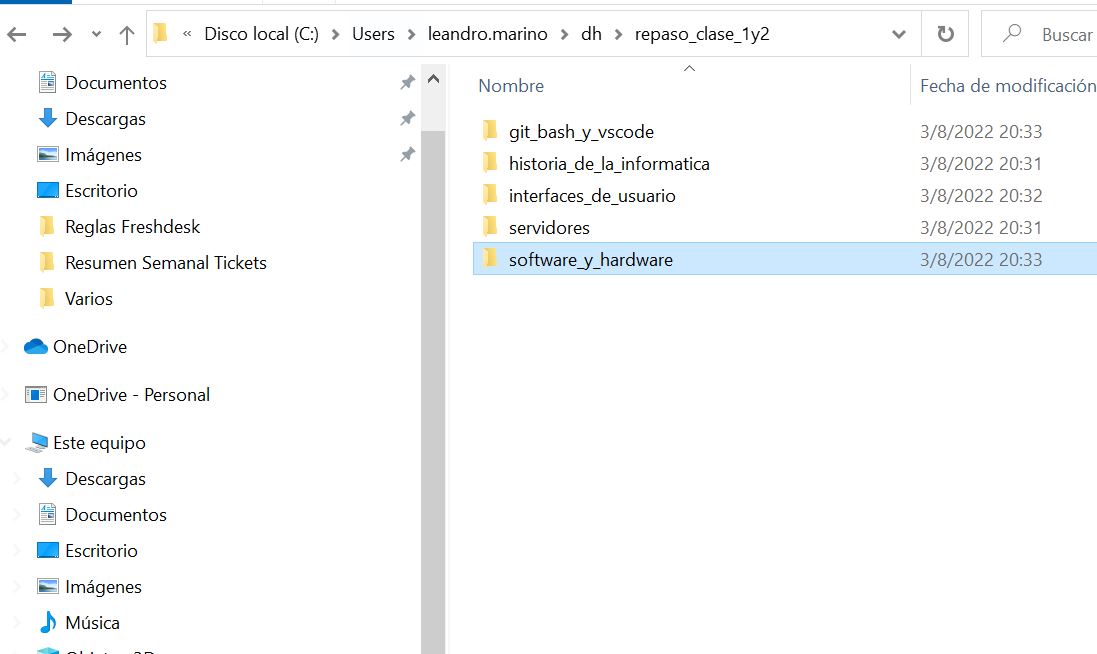 « Disco local (C:) > Users > leandro.marino > dh > repaso_clase_1y2
Buscar
Documentos
Descargas
Imágenes
Escritorio
Reglas Freshdesk
Resumen Semanal Tickets
Varios
OneDrive
OneDrive - Personal
Este equipo
Descargas
Documentos
Escritorio
Imágenes
Música
Nombre Fecha de modificación
git_bash_y_vscode 3/8/2022 20:33
historia_de_la_informatica 3/8/2022 20:31
interfaces_de_usuario 3/8/2022 20:32
servidores 3/8/2022 20:31
software_y_hardware 3/8/2022 20:33